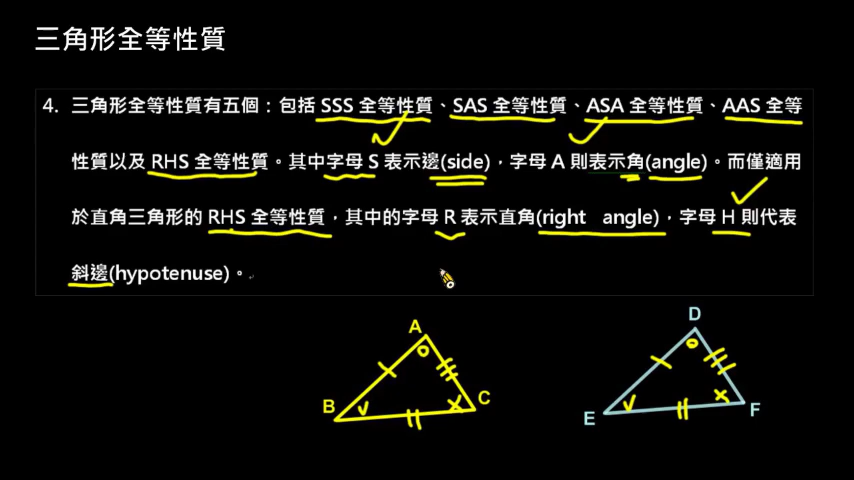 三角形全等性質
4. 三角形全等性質有五個：包括 SSS 全等性質、SAS 全等性質、ASA 全等性質、AAS 全等
性質以及 RHS 全等性質。其中字母 S 表示邊(side)，字母 A 則表示角(angle)。而僅適用
於直角三角形的 RHS 全等性質，其中的字母 R 表示直角(right angle)，字母 H 則代表
斜邊(hypotenuse)。
A
B
C
D
E
F